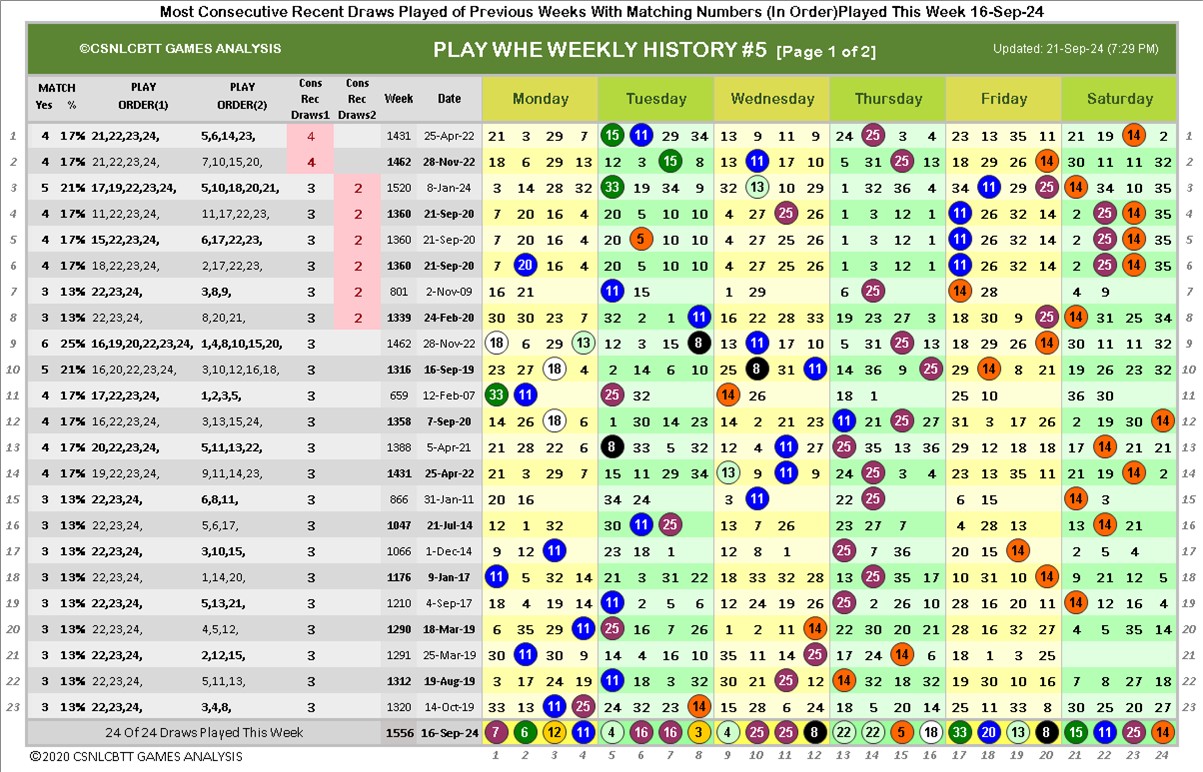 Most Consecutive Recent Draws Played of Previous Weeks With Matching Numbers (In Order)Played This Week 16-Sep-24
©CSNLCBTT GAMES ANALYSIS PLAY WHE WEEKLY HISTORY #5 [Page 1 of 2] Updated: 21-Sep-24 (7:29 PM)
MATCH Yes % PLAY ORDER(1) PLAY ORDER(2) Cons Rec Draws1 Cons Rec Draws2 Week Date Monday Tuesday Wednesday Thursday Friday Saturday
1 4 17% 21,22,23,24, 5,6,14,23, 4 1431 25-Apr-22 21 3 29 7 15 11 29 34 13 9 11 9 24 25 3 4 23 13 35 11 21 19 14 2 1
2 4 17% 21,22,23,24, 7,10,15,20, 4 1462 28-Nov-22 18 6 29 13 12 3 15 8 13 11 17 10 5 31 25 13 18 29 26 14 30 11 11 32 2
3 5 21% 17,19,22,23,24, 5,10,18,20,21, 3 2 1520 8-Jan-24 3 14 28 32 33 19 34 9 32 13 10 29 1 32 36 4 34 11 29 25 14 34 10 35 3
4 4 17% 11,22,23,24, 11,17,22,23, 3 2 1360 21-Sep-20 7 20 16 4 20 5 10 10 4 27 25 26 1 3 12 1 11 26 32 14 2 25 14 35 4
5 4 17% 15,22,23,24, 6,17,22,23, 3 2 1360 21-Sep-20 7 20 16 4 20 5 10 10 4 27 25 26 1 3 12 1 11 26 32 14 2 25 14 35 5
6 4 17% 18,22,23,24, 2,17,22,23, 3 2 1360 21-Sep-20 7 20 16 4 20 5 10 10 4 27 25 26 1 3 12 1 11 26 32 14 2 25 14 35 6
7 3 13% 22,23,24, 3,8,9, 3 2 801 2-Nov-09 16 21 11 15 1 29 6 25 14 28 4 9 7
8 3 13% 22,23,24, 8,20,21, 3 2 1339 24-Feb-20 30 30 23 7 32 2 1 11 16 22 28 33 19 23 27 3 18 30 9 25 14 31 25 34 8
9 6 25% 16,19,20,22,23,24, 1,4,8,10,15,20, 3 1462 28-Nov-22 18 6 29 13 12 3 15 8 13 11 17 10 5 31 25 13 18 29 26 14 30 11 11 32 9
10 5 21% 16,20,22,23,24, 3,10,12,16,18, 3 1316 16-Sep-19 23 27 18 4 2 14 6 10 25 8 31 11 14 36 9 25 29 14 8 21 19 26 23 32 10
11 4 17% 17,22,23,24, 1,2,3,5, 3 659 12-Feb-07 33 11 25 32 14 26 18 1 25 10 36 30 11
12 4 17% 16,22,23,24, 3,13,15,24, 3 1358 7-Sep-20 14 26 18 6 1 30 14 23 14 2 21 23 11 21 25 27 31 3 17 26 2 19 30 14 12
13 4 17% 20,22,23,24, 5,11,13,22, 3 1388 5-Apr-21 21 28 22 6 8 33 5 32 12 4 11 27 25 35 13 36 29 12 18 18 17 14 21 21 13
14 4 17% 19,22,23,24, 9,11,14,23, 3 1431 25-Apr-22 21 3 29 7 15 11 29 34 13 9 11 9 24 25 3 4 23 13 35 11 21 19 14 2 14
15 3 13% 22,23,24, 6,8,11, 3 866 31-Jan-11 20 16 34 24 3 11 22 25 6 15 14 3 15
16 3 13% 22,23,24, 5,6,17, 3 1047 21-Jul-14 12 1 32 30 11 25 13 7 26 23 27 7 4 28 13 13 14 21 16
17 3 13% 22,23,24, 3,10,15, 3 1066 1-Dec-14 9 12 11 23 18 1 12 8 1 25 7 36 20 15 14 2 5 4 17
18 3 13% 22,23,24, 1,14,20, 3 1176 9-Jan-17 11 5 32 14 21 3 31 22 18 33 32 28 13 25 35 17 10 31 10 14 9 21 12 5 18
19 3 13% 22,23,24, 5,13,21, 3 1210 4-Sep-17 18 4 19 14 11 2 5 6 12 24 19 26 25 2 26 10 28 16 20 11 14 12 16 4 19
20 3 13% 22,23,24, 4,5,12, 3 1290 18-Mar-19 6 35 29 11 25 16 7 26 1 2 11 14 22 30 20 21 28 16 32 27 4 5 35 14 20
21 3 13% 22,23,24, 2,12,15, 3 1291 25-Mar-19 30 11 30 9 14 4 16 10 35 11 14 25 17 24 14 6 18 1 3 25 21
22 3 13% 22,23,24, 5,11,13, 3 1312 19-Aug-19 3 17 24 19 11 18 3 32 30 21 25 12 14 32 18 32 19 30 10 16 7 8 27 18 22
23 3 13% 22,23,24, 3,4,8, 3 1320 14-Oct-19 33 13 11 25 24 32 23 14 15 28 6 24 18 5 20 14 25 11 33 8 30 25 20 27 23
24 Of 24 Draws Played This Week 1556 16-Sep-24 7 6 12 11 4 16 16 3 4 25 25 8 22 22 5 18 33 20 13 8 15 11 25 14
©2020 CSNLCBTT GAMES ANALYSIS 1 2 3 4 5 6 7 8 9 10 11 12 13 14 15 16 17 18 19 20 21 22 23 24